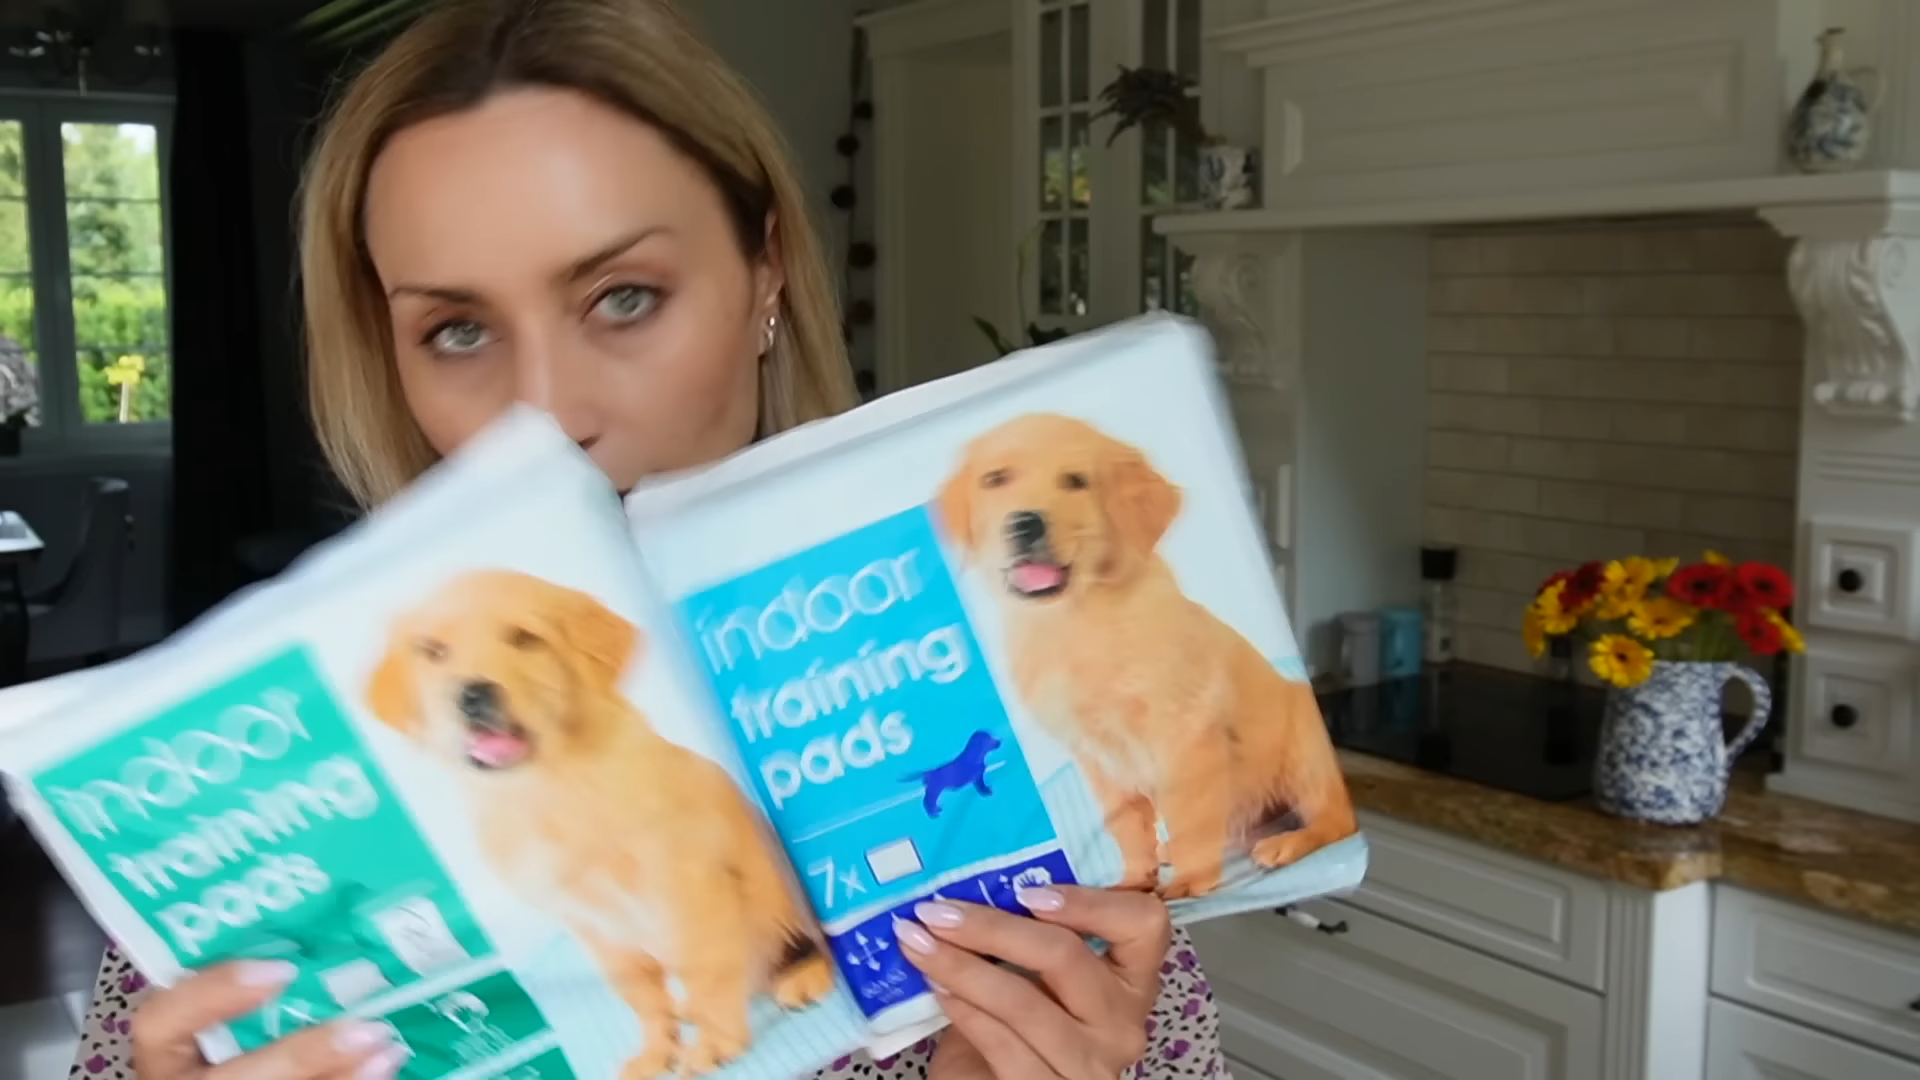 indoor
training
pads
indoor
training
pads
7x